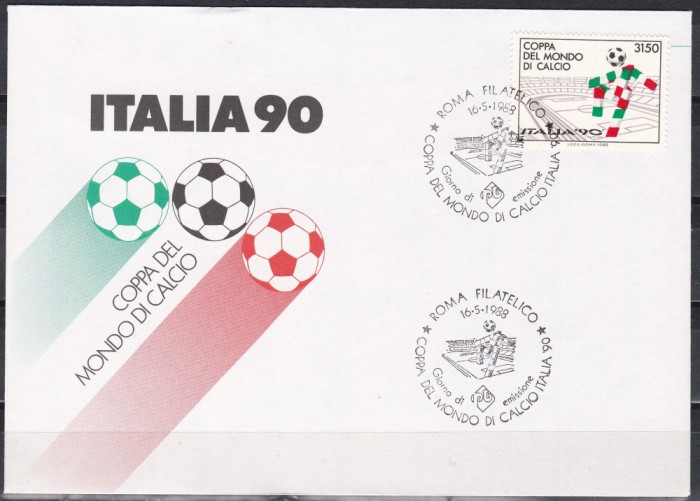 ITALIA 90
COPPA DEL
MONDO DI CALCIO
COPPA
DEL MONDO
DI CALCIO
3150
ITALIA'90
I.P.Z.S.-ROMA-1988
ROMA FILATELICO
16-5-1988
Giorno di emissione
COPPA DEL MONDO DI CALCIO ITALIA '90
ROMA FILATELICO
16-5-1988
Giorno di emissione
COPPA DEL MONDO DI CALCIO ITALIA '90